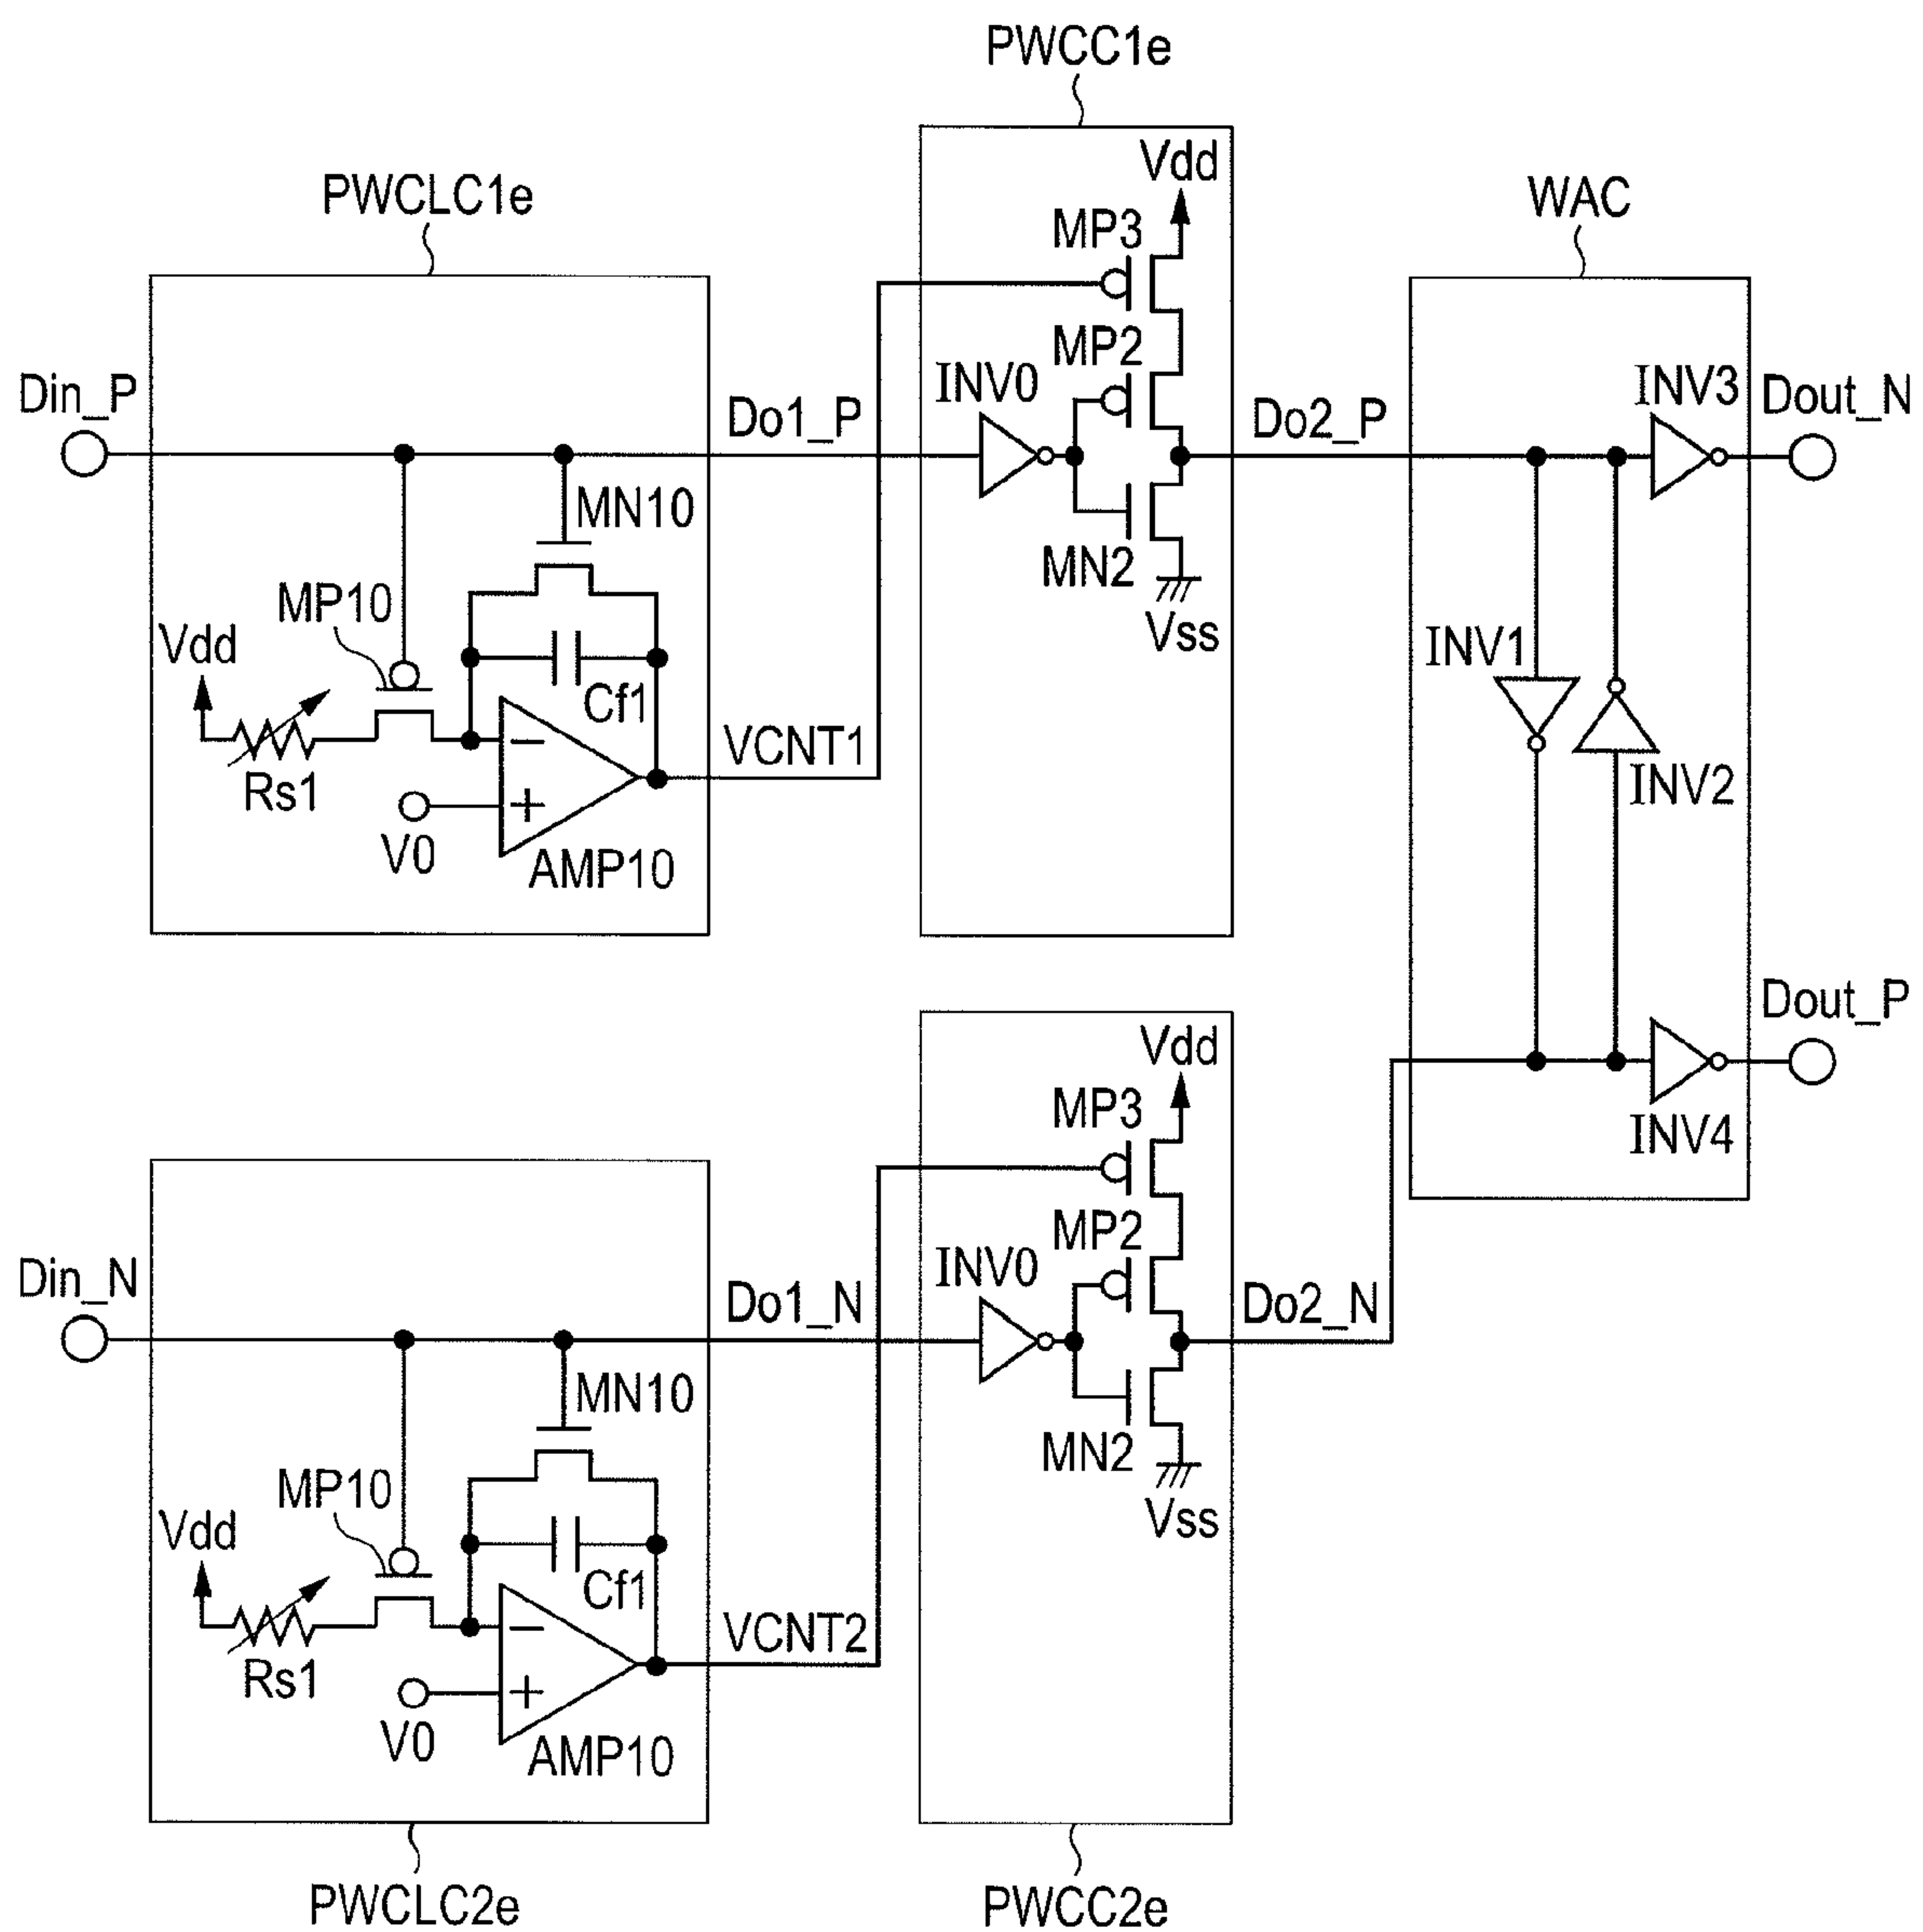 PWCC1e
PWCLC1e
Vdd
WAC
MP3
MP2
Din_P
Do1_P
INV0
Do2_P
INV3
Dout_N
MN10
MN2
MP10
Vss
Vdd
INV1
Cf1
VCNT1
Rs1
INV2
V0
AMP10
Dout_P
Vdd
MP3
INV4
MP2
Din_N
Do1_N
INV0
Do2_N
MN10
MN2
MP10
Vdd
Vss
Cf1
VCNT2
Rs1
V0
AMP10
PWCLC2e
PWCC2e